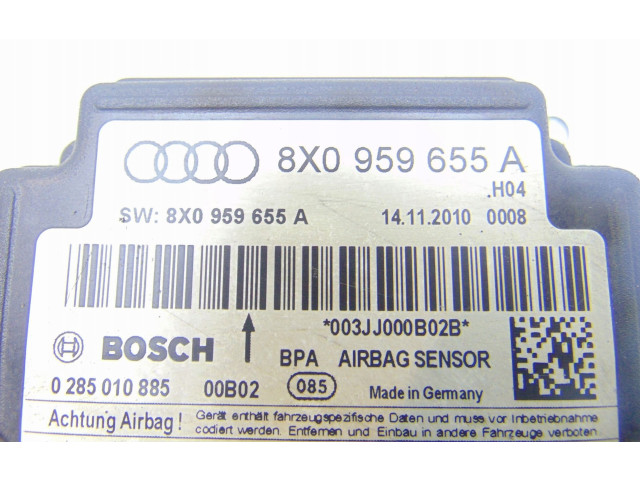 8X0 959 655 A
.H04
SW: 8X0 959 655 A 14.11.2010 0008
*003JJ000B02B*
BOSCH BPA AIRBAG SENSOR
0 285 010 885 00B02 085 Made in Germany
Achtung Airbag! Gerät enthält fahrzeugspezifische Daten und muss vor Inbetriebnahme
codiert werden. Entfernen und Einbau in andere Fahrzeuge verboten.